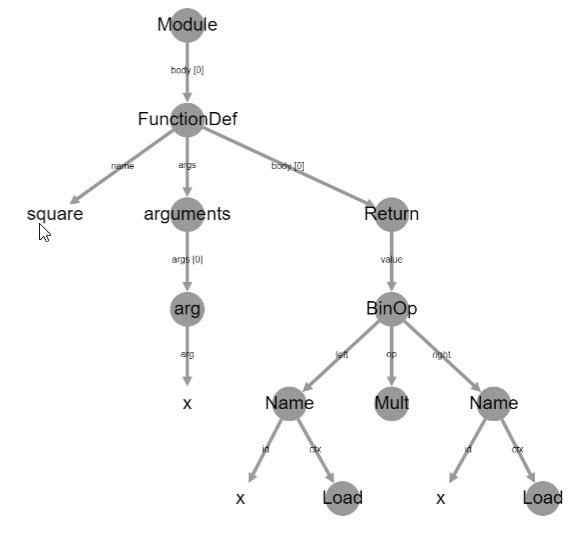 Module
body [0]
FunctionDef
name
args
body [0]
square
arguments
Return
args [0]
value
arg
BinOp
arg
left
op
right
x
Name
Mult
Name
id
ctx
id
ctx
x
Load
x
Load